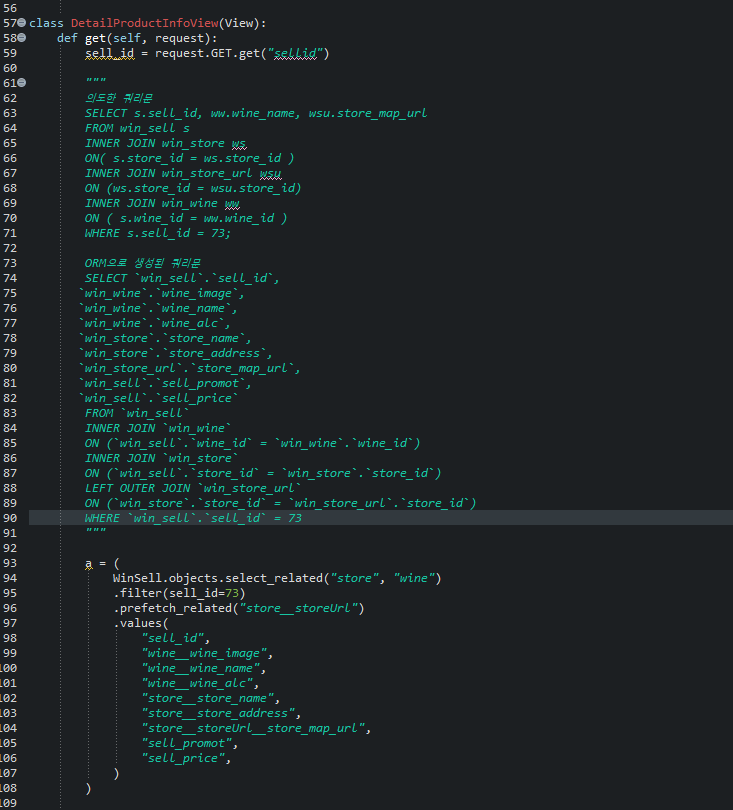 56
57 class DetailProductInfoView(View):
58 def get(self, request):
59 sell_id = request.GET.get("sellid")
60
61 """
62 의도한 쿼리문
63 SELECT s.sell_id, ww.wine_name, wsu.store_map_url
64 FROM win_sell s
65 INNER JOIN win_store ws
66 ON( s.store_id = ws.store_id )
67 INNER JOIN win_store_url wsu
68 ON (ws.store_id = wsu.store_id)
69 INNER JOIN win_wine ww
70 ON ( s.wine_id = ww.wine_id )
71 WHERE s.sell_id = 73;
72
73 ORM으로 생성된 쿼리문
74 SELECT `win_sell`.`sell_id`,
75 `win_wine`.`wine_image`,
76 `win_wine`.`wine_name`,
77 `win_wine`.`wine_alc`,
78 `win_store`.`store_name`,
79 `win_store`.`store_address`,
80 `win_store_url`.`store_map_url`,
81 `win_sell`.`sell_promot`,
82 `win_sell`.`sell_price`
83 FROM `win_sell`
84 INNER JOIN `win_wine`
85 ON (`win_sell`.`wine_id` = `win_wine`.`wine_id`)
86 INNER JOIN `win_store`
87 ON (`win_sell`.`store_id` = `win_store`.`store_id`)
88 LEFT OUTER JOIN `win_store_url`
89 ON (`win_store`.`store_id` = `win_store_url`.`store_id`)
90 WHERE `win_sell`.`sell_id` = 73
91 """
92
93 a = (
94 WinSell.objects.select_related("store", "wine")
95 .filter(sell_id=73)
96 .prefetch_related("store__storeUrl")
97 .values(
98 "sell_id",
99 "wine__wine_image",
100 "wine__wine_name",
101 "wine__wine_alc",
102 "store__store_name",
103 "store__store_address",
104 "store__storeUrl__store_map_url",
105 "sell_promot",
106 "sell_price",
107 )
108 )
109